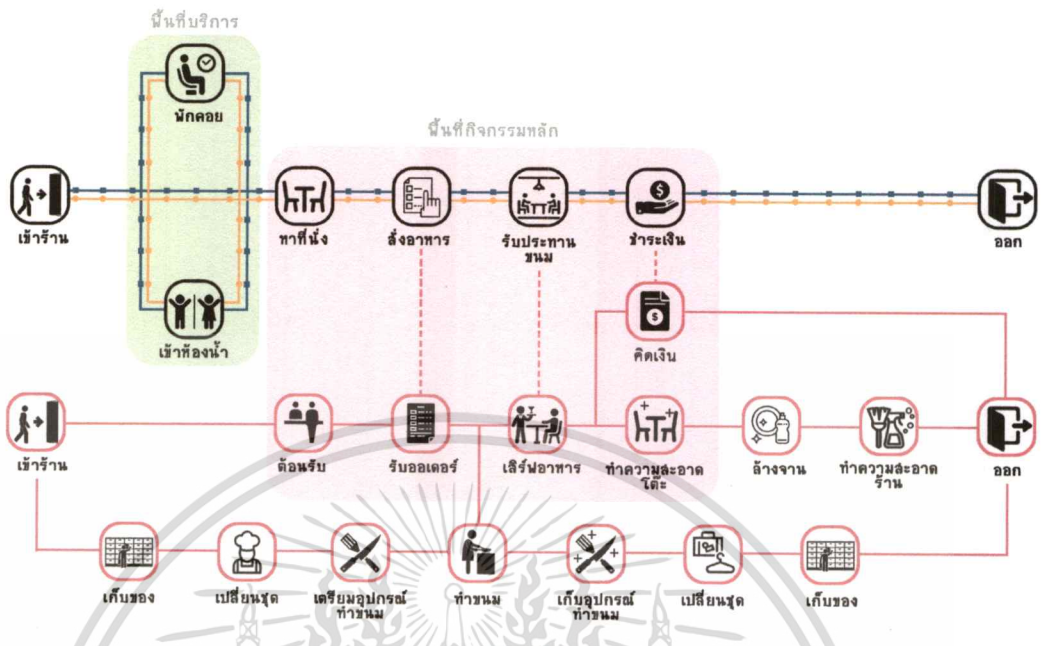 พื้นที่บริการ
พักคอย
พื้นที่กิจกรรมหลัก
เข้าร้าน
หาที่นั่ง
สั่งอาหาร
รับประทาน
ขนม
ชำระเงิน
ออก
เข้าห้องน้ำ
คิดเงิน
เข้าร้าน
ต้อนรับ
รับออเดอร์
เสิร์ฟอาหาร
ทำความสะอาด
โต๊ะ
ล้างจาน
ทำความสะอาด
ร้าน
ออก
เก็บของ
เปลี่ยนชุด
เตรียมอุปกรณ์
ทำขนม
ทำขนม
เก็บอุปกรณ์
ทำขนม
เปลี่ยนชุด
เก็บของ